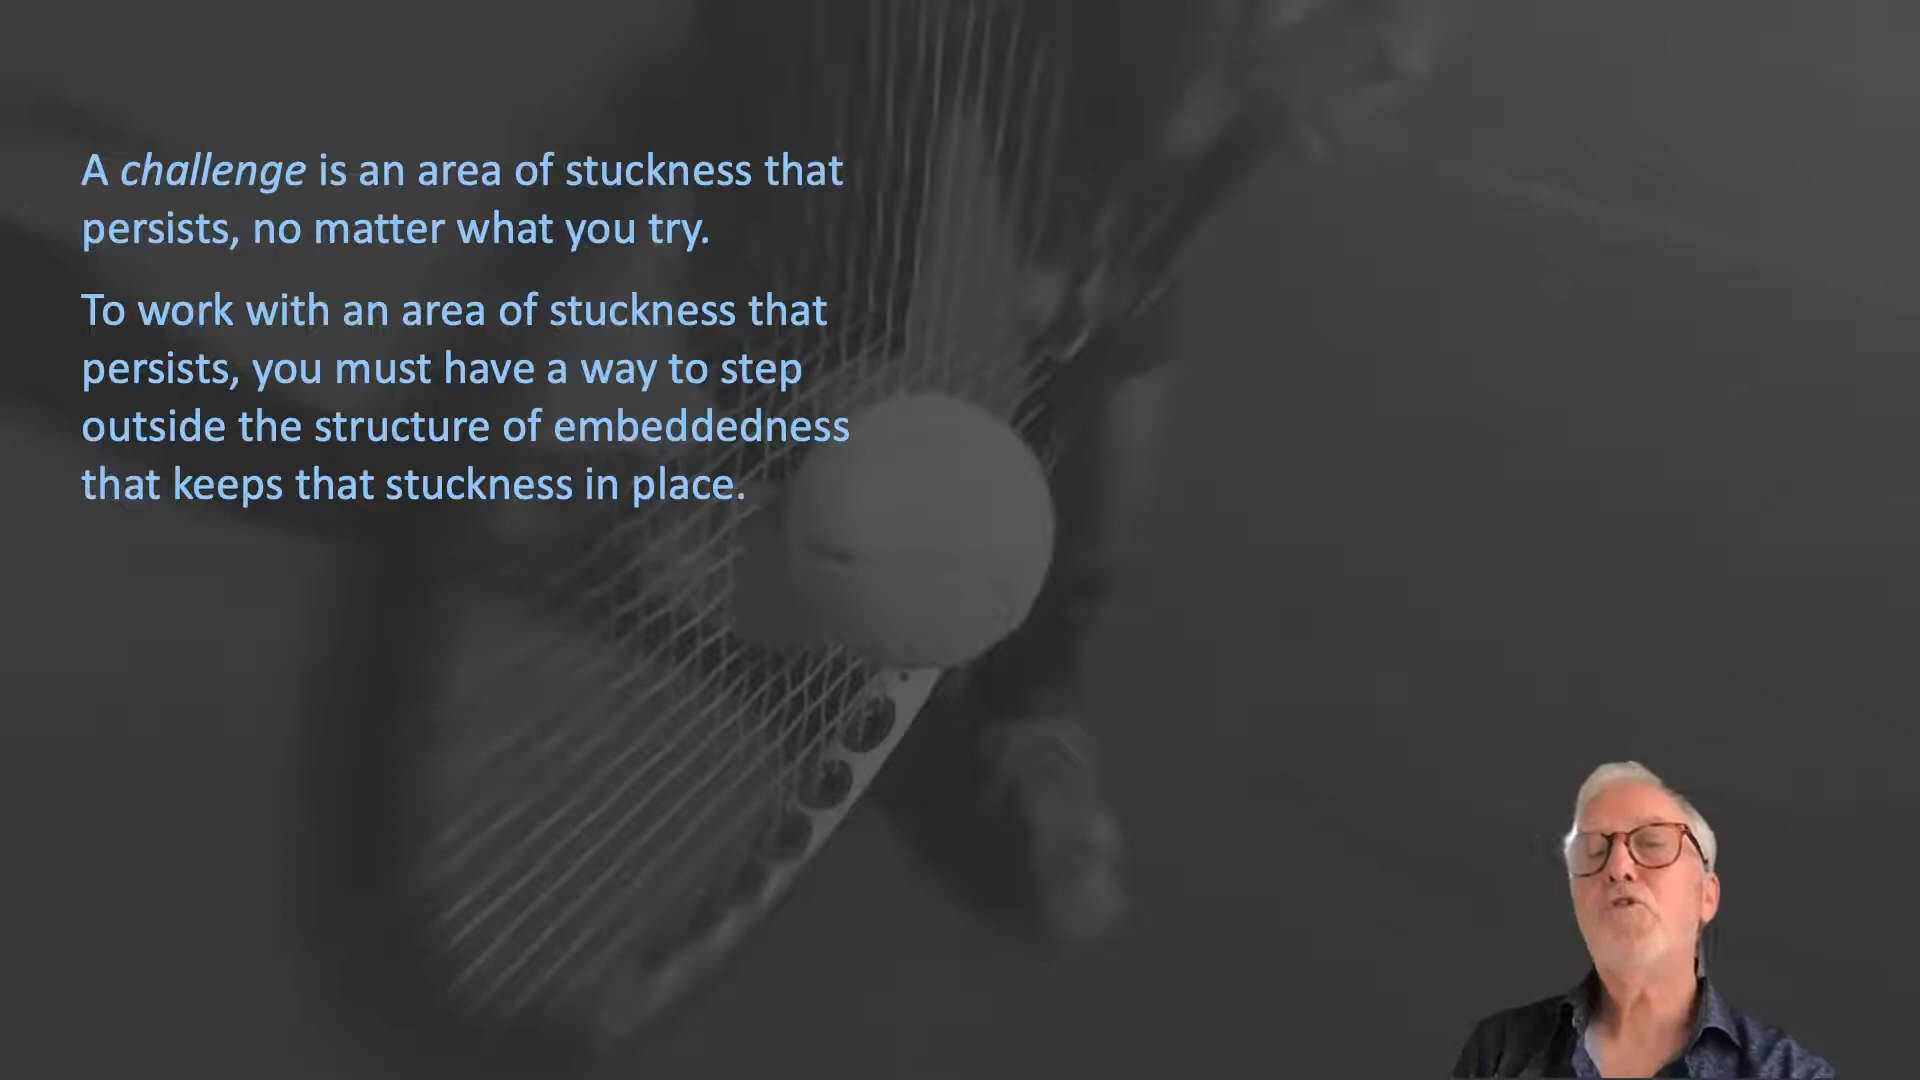 A challenge is an area of stuckness that
persists, no matter what you try.
To work with an area of stuckness that
persists, you must have a way to step
outside the structure of embeddedness
that keeps that stuckness in place.